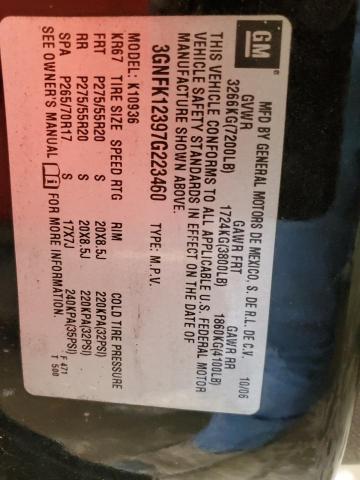 GM
MFD BY GENERAL MOTORS DE MEXICO, S. DE R.L. DE C.V. 10/06
GVWR GAWR FRT GAWR RR
3266KG(7200LB) 1724KG(3800LB) 1860KG(4100LB)
THIS VEHICLE CONFORMS TO ALL APPLICABLE U.S. FEDERAL MOTOR
VEHICLE SAFETY STANDARDS IN EFFECT ON THE DATE OF
MANUFACTURE SHOWN ABOVE.
3GNFK12397G223460 TYPE: M.P.V.
MODEL: K10936
KR67 TIRE SIZE SPEED RTG RIM COLD TIRE PRESSURE
FRT P275/55R20 S 20X8.5J 220KPA(32PSI)
RR P275/55R20 S 20X8.5J 220KPA(32PSI)
SPA P265/70R17 S 17X7J 240KPA(35PSI)
SEE OWNER'S MANUAL FOR MORE INFORMATION.
F 471
T 500